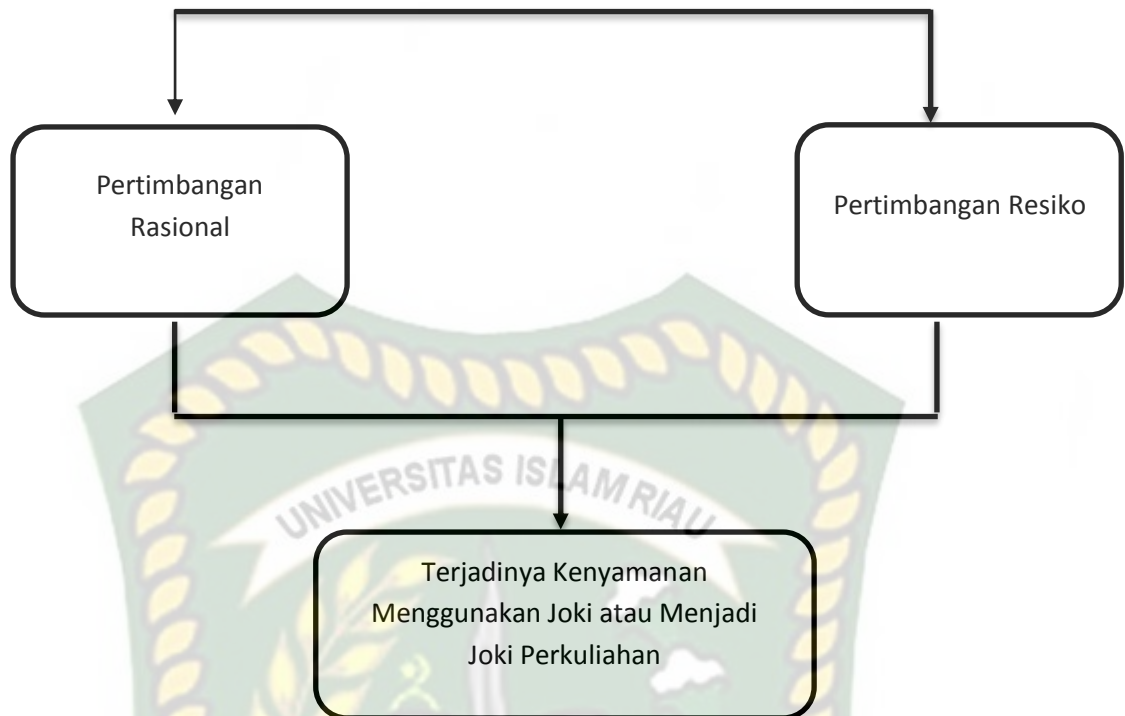 Pertimbangan
Rasional
Pertimbangan Resiko
UNIVERSITAS ISLAM RIAU
Terjadinya Kenyamanan
Menggunakan Joki atau Menjadi
Joki Perkuliahan